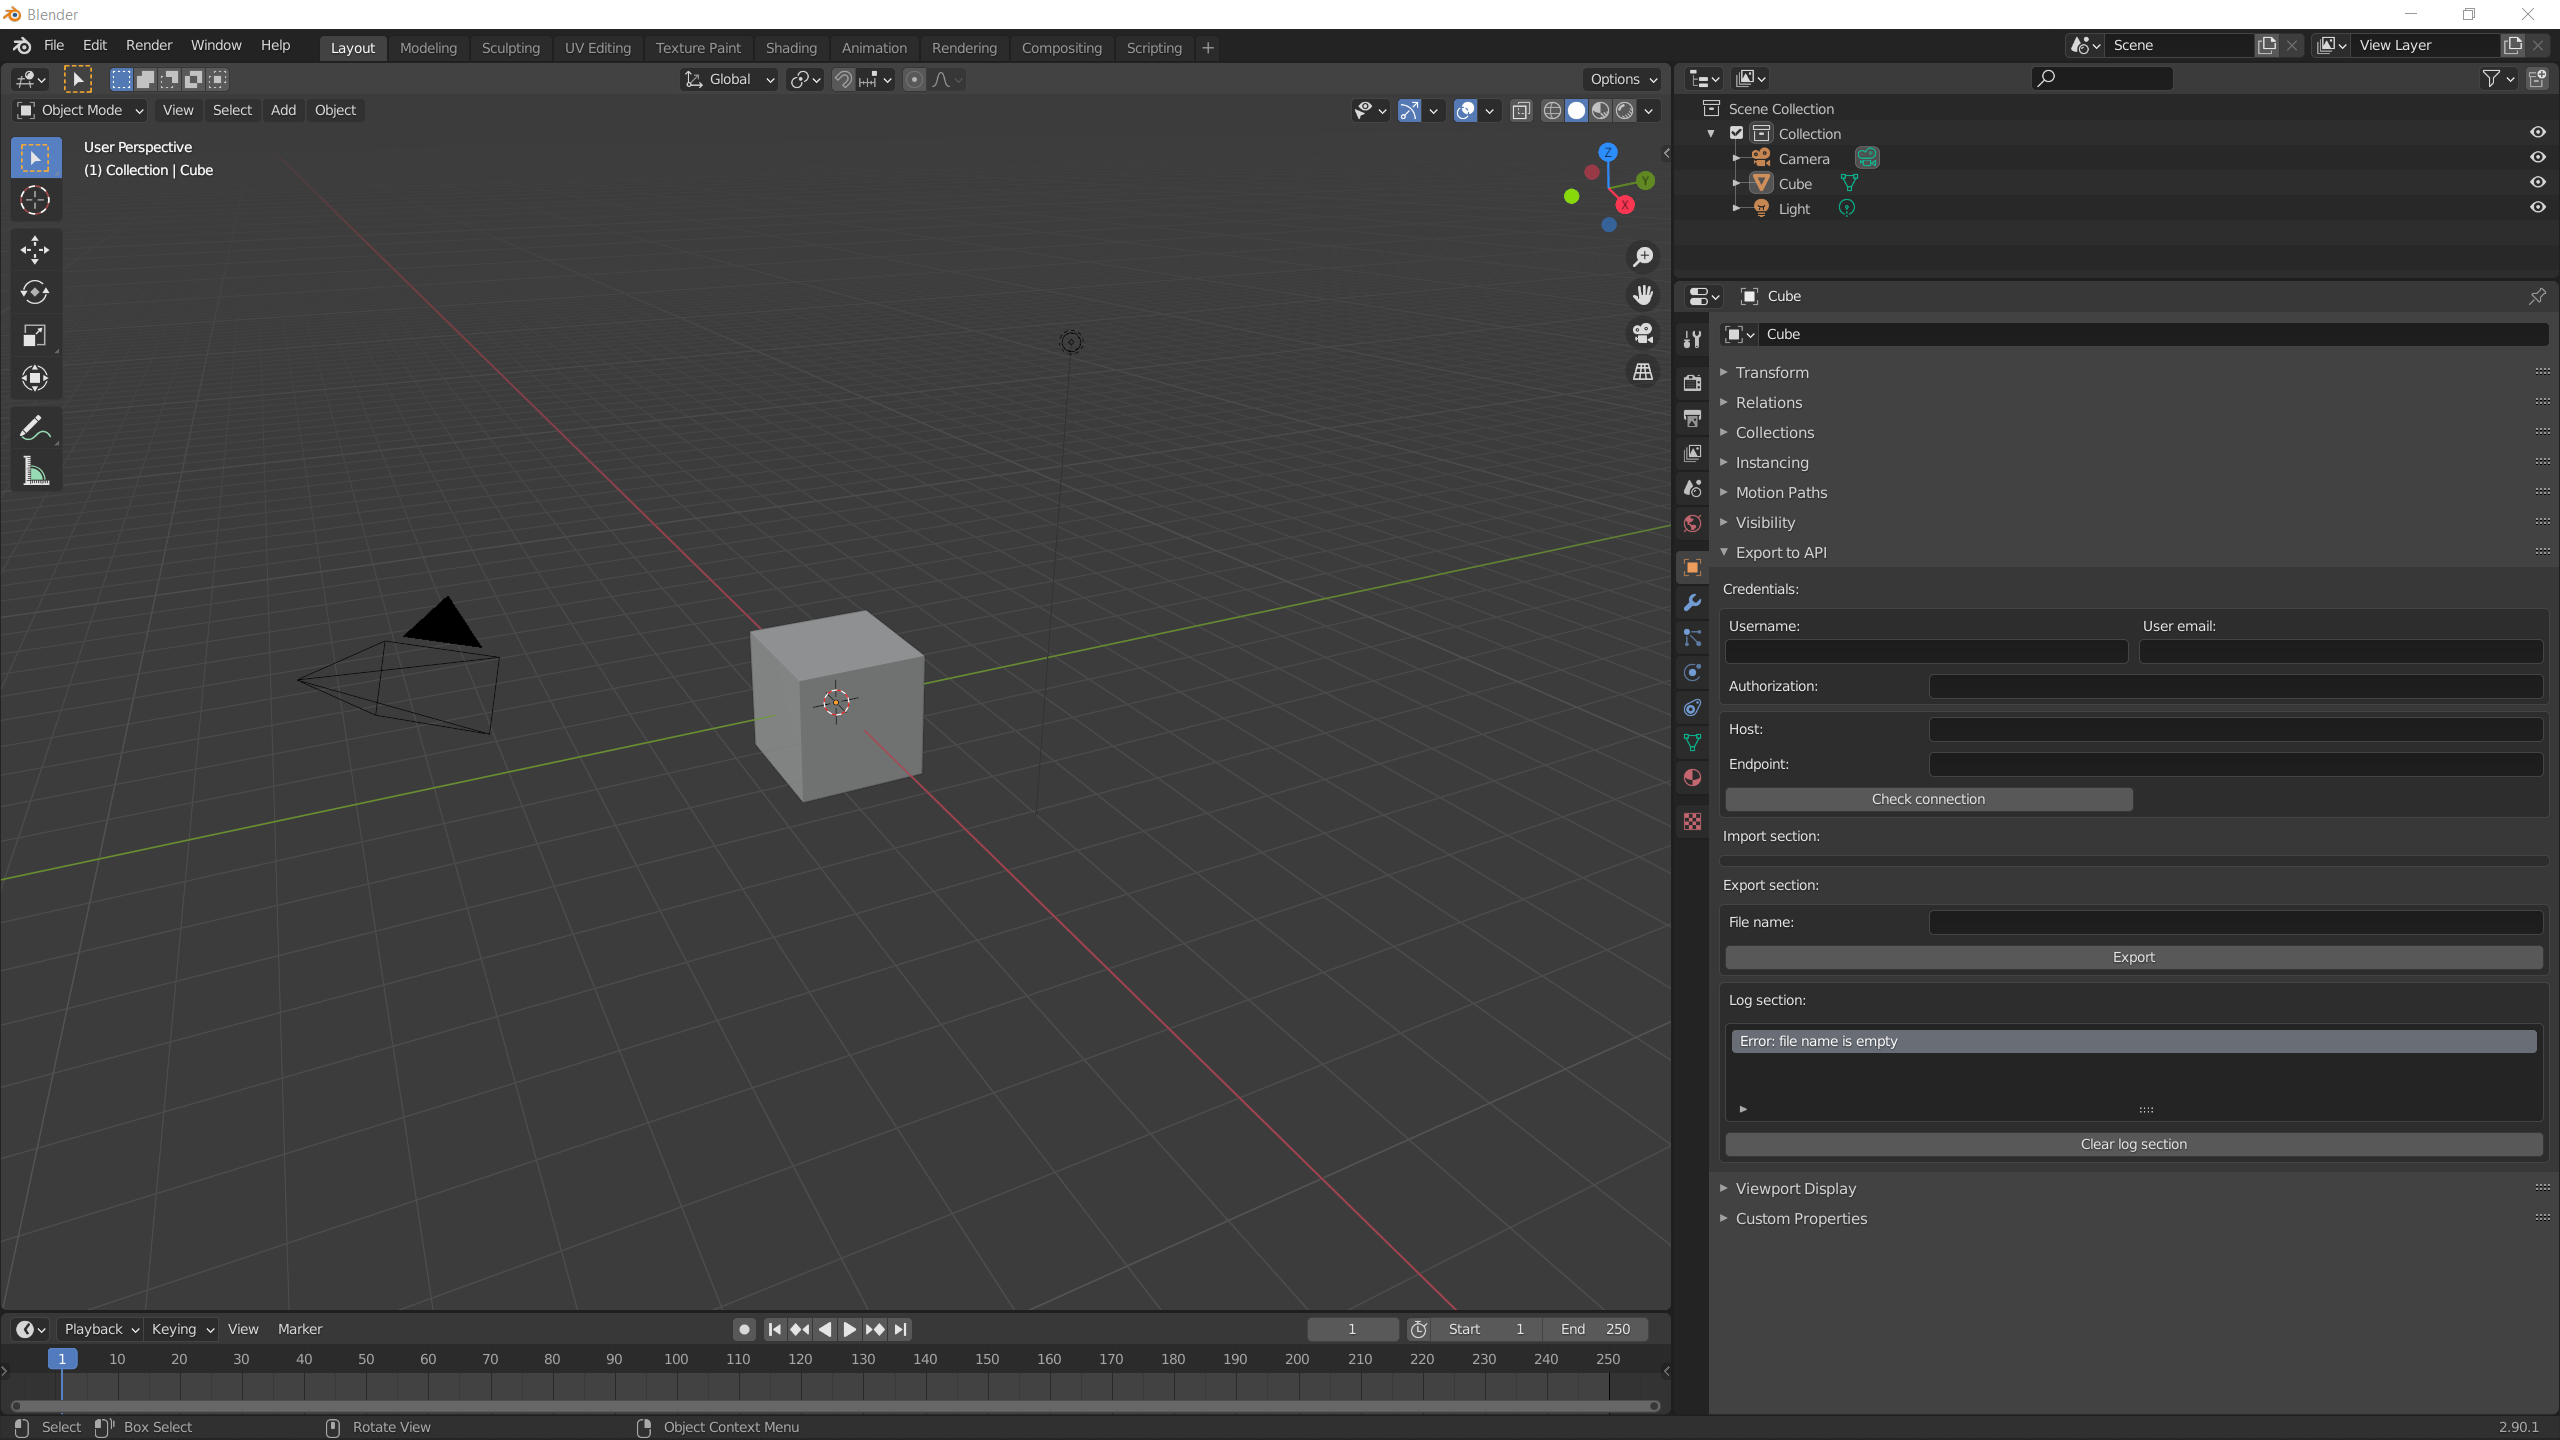 Blender
File Edit Render Window Help Layout Modeling Sculpting UV Editing Texture Paint Shading Animation Rendering Compositing Scripting + Scene View Layer
Global Options
Object Mode View Select Add Object
User Perspective
(1) Collection | Cube
Z
Y
X
Scene Collection
Collection
Camera
Cube
Light
Cube
Cube
Transform
Relations
Collections
Instancing
Motion Paths
Visibility
Export to API
Credentials:
Username: User email:
Authorization:
Host:
Endpoint:
Check connection
Import section:
Export section:
File name:
Export
Log section:
Error: file name is empty
Clear log section
Viewport Display
Custom Properties
Playback Keying View Marker 1 Start 1 End 250
1 10 20 30 40 50 60 70 80 90 100 110 120 130 140 150 160 170 180 190 200 210 220 230 240 250
Select Box Select Rotate View Object Context Menu 2.90.1